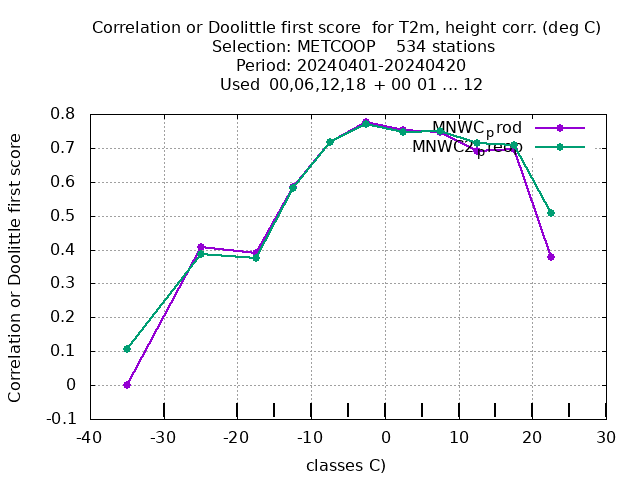 Correlation or Doolittle first score  for T2m, height corr. (deg C)
Selection: METCOOP    534 stations
Period: 20240401-20240420
Used  00,06,12,18 + 00 01 ... 12
Correlation or Doolittle first score
0.8
0.7
0.6
0.5
0.4
0.3
0.2
0.1
0
-0.1
MNWCprod
MNWC2preop
-40 -30 -20 -10 0 10 20 30
classes C)